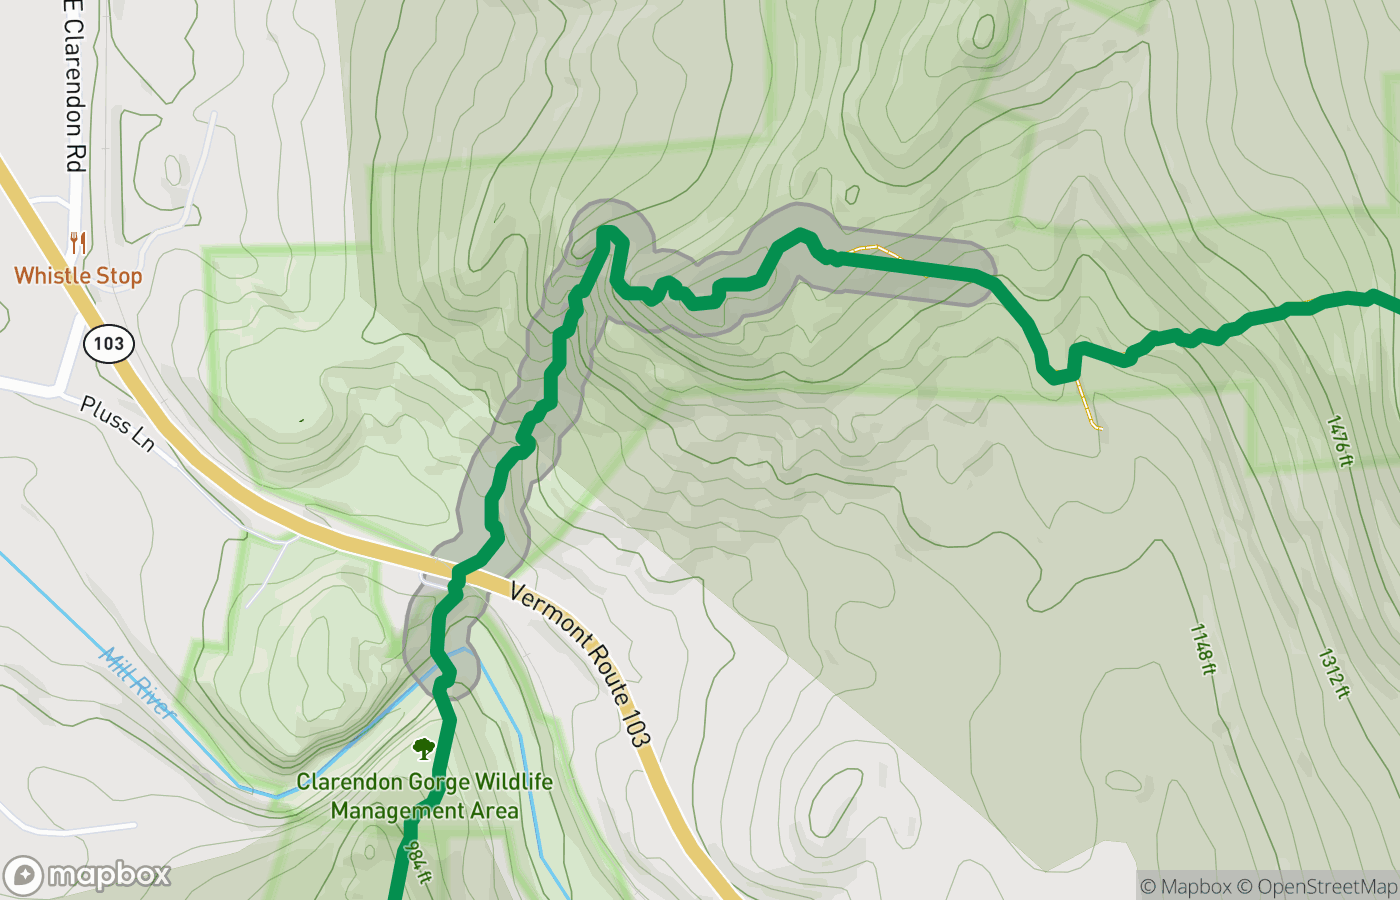 E Clarendon Rd
Whistle Stop
103
Pluss Ln
Vermont Route 103
Mill River
1476 ft
1148 ft
1312 ft
Clarendon Gorge Wildlife
Management Area
984 ft
mapbox
© Mapbox © OpenStreetMap